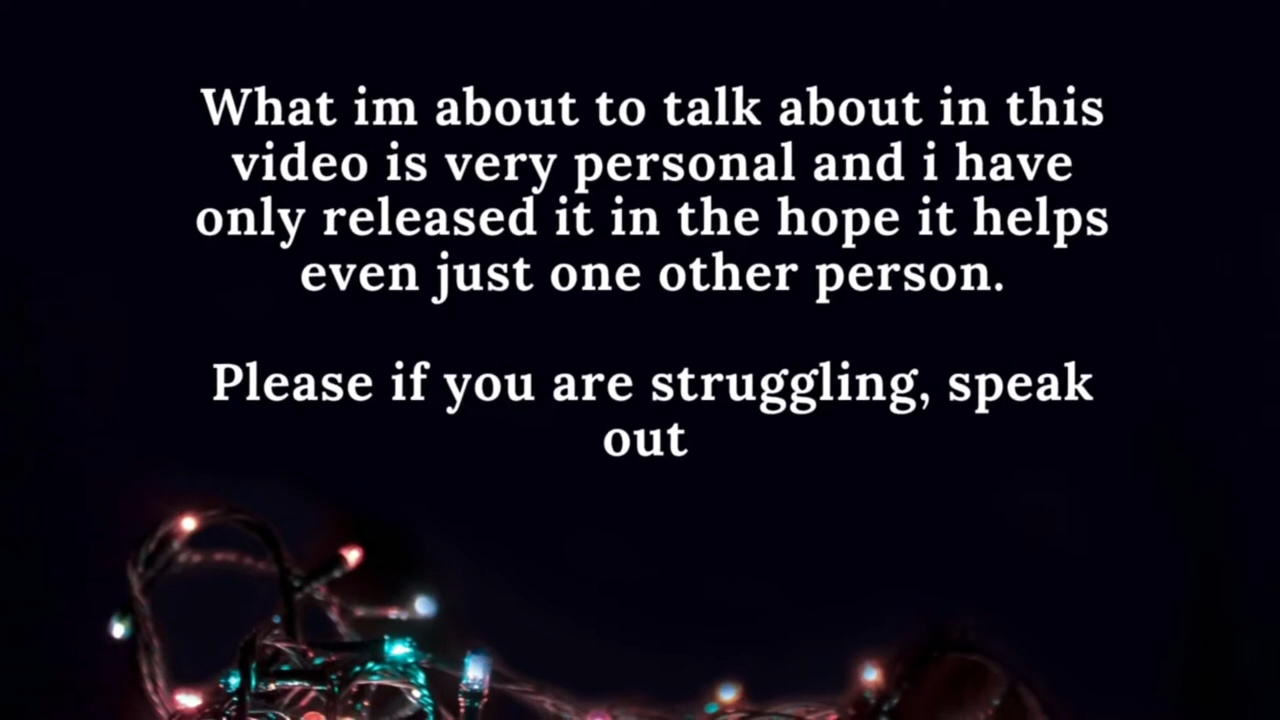 What im about to talk about in this
video is very personal and i have
only released it in the hope it helps
even just one other person.
Please if you are struggling, speak
out